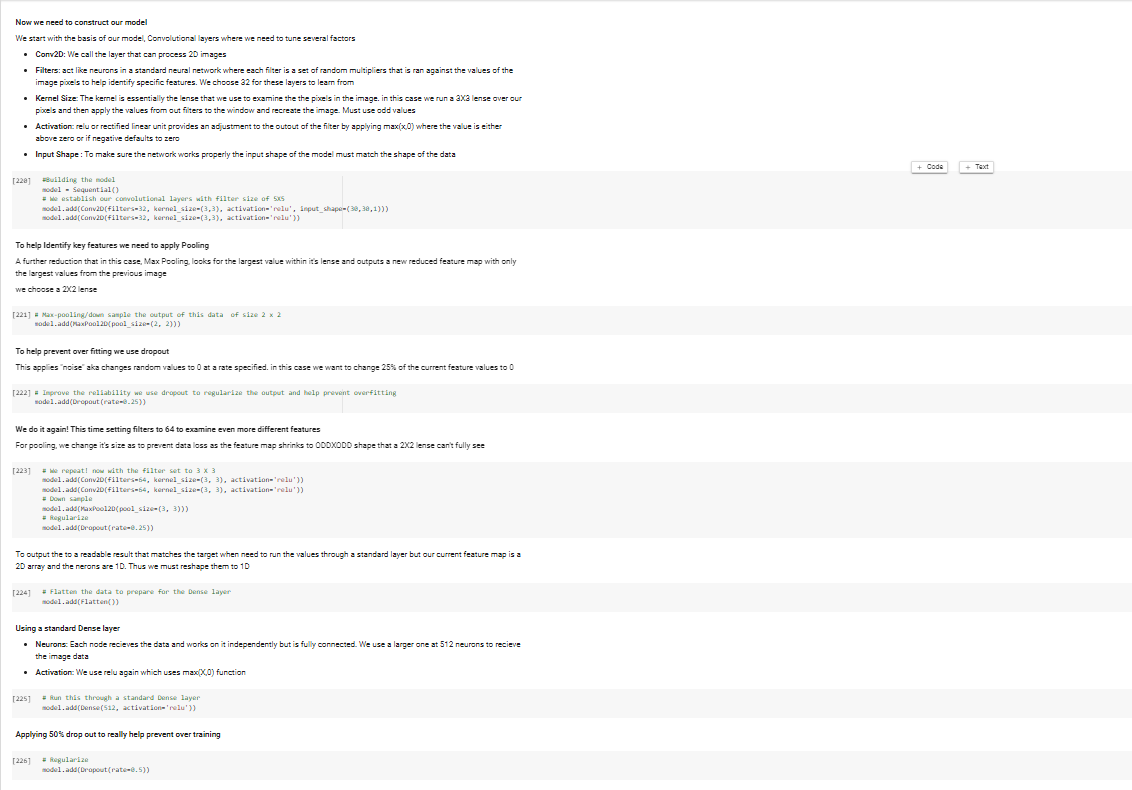 Now we need to construct our model
We start with the basis of our model, Convolutional layers where we need to tune several factors
• Conv2D: We call the layer that can process 2D images
• Filters: act like neurons in a standard neural network where each filter is a set of random multipliers that is ran against the values of the
image pixels to help identify specific features. We choose 32 for these layers to learn from
• Kernel Size: The kernel is essentially the lense that we use to examine the the pixels in the image. in this case we run a 3X3 lense over our
pixels and then apply the values from out filters to the window and recreate the image. Must use odd values
• Activation: relu or rectified linear unit provides an adjustment to the outout of the filter by applying max(x,0) where the value is either
above zero or if negative defaults to zero
• Input Shape : To make sure the network works properly the input shape of the model must match the shape of the data
+ Code + Text
[220] #Building the model
model = Sequential()
# We establish our convolutional layers with filter size of 5X5
model.add(Conv2D(filters=32, kernel_size=(3,3), activation='relu', input_shape=(30,30,1)))
model.add(Conv2D(filters=32, kernel_size=(3,3), activation='relu'))
To help Identify key features we need to apply Pooling
A further reduction that in this case, Max Pooling, looks for the largest value within it's lense and outputs a new reduced feature map with only
the largest values from the previous image
we choose a 2X2 lense
[221] # Max-pooling/down sample the output of this data of size 2 x 2
model.add(MaxPool2D(pool_size=(2, 2)))
To help prevent over fitting we use dropout
This applies "noise" aka changes random values to 0 at a rate specified. in this case we want to change 25% of the current feature values to 0
[222] # Improve the reliability we use dropout to regularize the output and help prevent overfitting
model.add(Dropout(rate=0.25))
We do it again! This time setting filters to 64 to examine even more different features
For pooling, we change it's size as to prevent data loss as the feature map shrinks to ODDXODD shape that a 2X2 lense can't fully see
[223] # We repeat! now with the filter set to 3 X 3
model.add(Conv2D(filters=64, kernel_size=(3, 3), activation='relu'))
model.add(Conv2D(filters=64, kernel_size=(3, 3), activation='relu'))
# Down sample
model.add(MaxPool2D(pool_size=(3, 3)))
# Regularize
model.add(Dropout(rate=0.25))
To output the to a readable result that matches the target when need to run the values through a standard layer but our current feature map is a
2D array and the nerons are 1D. Thus we must reshape them to 1D
[224] # Flatten the data to prepare for the Dense layer
model.add(Flatten())
Using a standard Dense layer
• Neurons: Each node recieves the data and works on it independently but is fully connected. We use a larger one at 512 neurons to recieve
the image data
• Activation: We use relu again which uses max(X,0) function
[225] # Run this through a standard Dense layer
model.add(Dense(512, activation='relu'))
Applying 50% drop out to really help prevent over training
[226] # Regularize
model.add(Dropout(rate=0.5))